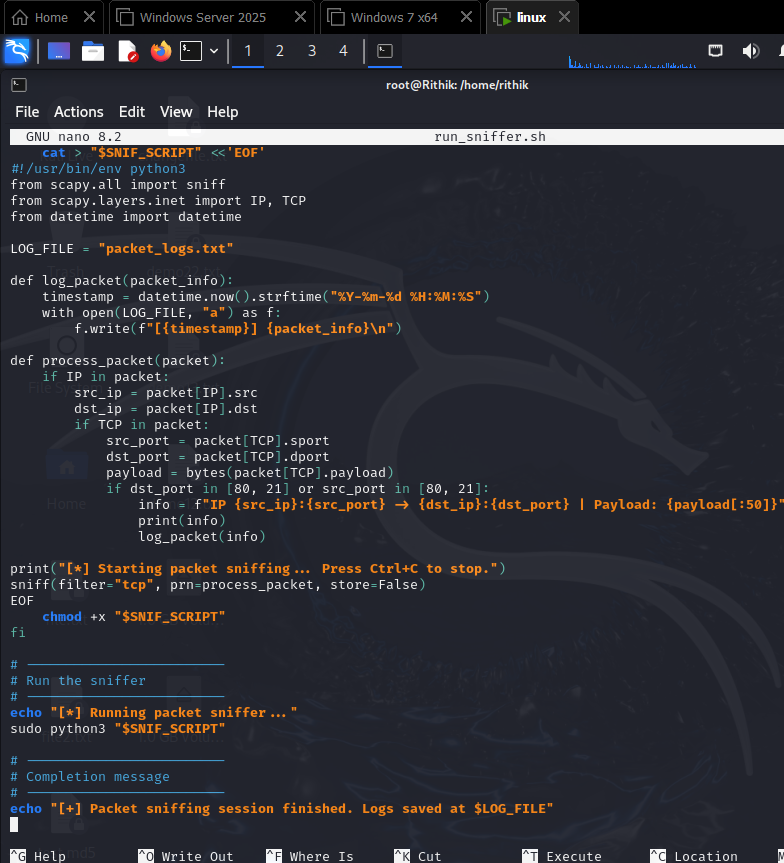 Home
Windows Server 2025
Windows 7 x64
linux
1 2 3 4
root@Rithik: /home/rithik
File Actions Edit View Help
GNU nano 8.2 run_sniffer.sh
cat > "$SNIF_SCRIPT" <<'EOF'
#!/usr/bin/env python3
from scapy.all import sniff
from scapy.layers.inet import IP, TCP
from datetime import datetime
LOG_FILE = "packet_logs.txt"
def log_packet(packet_info):
timestamp = datetime.now().strftime("%Y-%m-%d %H:%M:%S")
with open(LOG_FILE, "a") as f:
f.write(f"[{timestamp}] {packet_info}\n")
def process_packet(packet):
if IP in packet:
src_ip = packet[IP].src
dst_ip = packet[IP].dst
if TCP in packet:
src_port = packet[TCP].sport
dst_port = packet[TCP].dport
payload = bytes(packet[TCP].payload)
if dst_port in [80, 21] or src_port in [80, 21]:
info = f"IP {src_ip}:{src_port} → {dst_ip}:{dst_port} | Payload: {payload[:50]}"
print(info)
log_packet(info)
print("[*] Starting packet sniffing... Press Ctrl+C to stop.")
sniff(filter="tcp", prn=process_packet, store=False)
EOF
chmod +x "$SNIF_SCRIPT"
fi
# -------------------------
# Run the sniffer
# -------------------------
echo "[*] Running packet sniffer..."
sudo python3 "$SNIF_SCRIPT"
# -------------------------
# Completion message
# -------------------------
echo "[+] Packet sniffing session finished. Logs saved at $LOG_FILE"
^G Help ^O Write Out ^F Where Is ^K Cut ^T Execute ^C Location